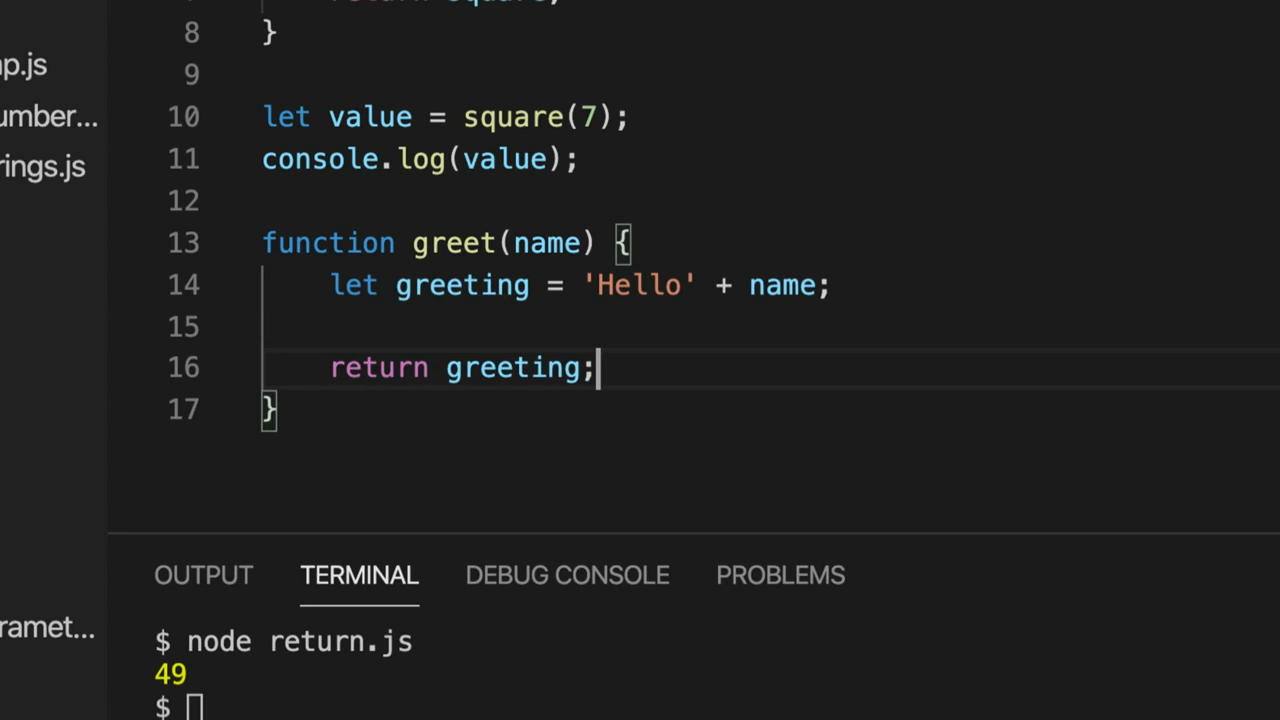 8 }
9
10 let value = square(7);
11 console.log(value);
12
13 function greet(name) {
14 let greeting = 'Hello' + name;
15
16 return greeting;
17 }
p.js
umber...
rings.js
ramet...
OUTPUT TERMINAL DEBUG CONSOLE PROBLEMS
$ node return.js
49
$